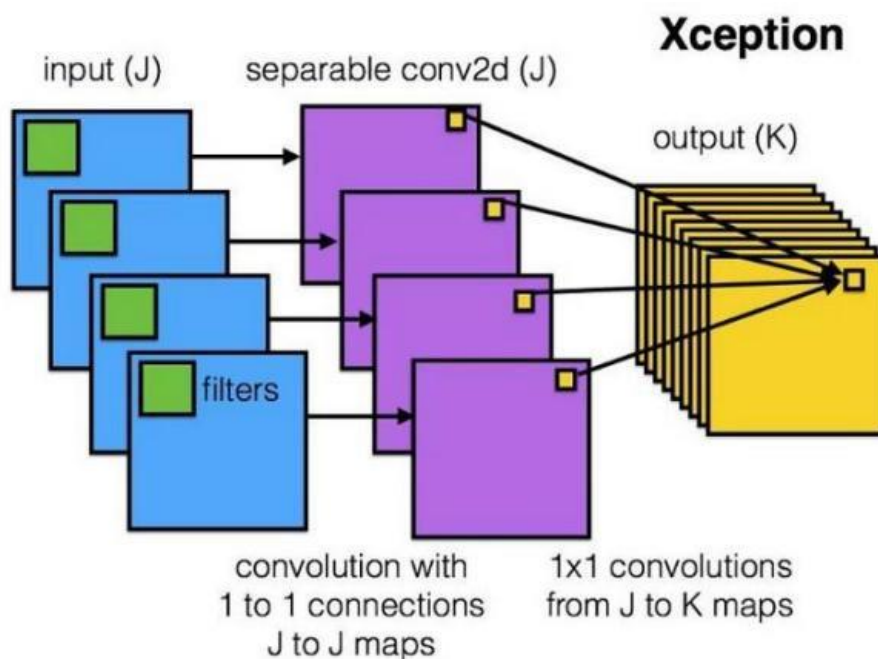 Xception
input (J)
separable conv2d (J)
output (K)
filters
convolution with
1 to 1 connections
J to J maps
1x1 convolutions
from J to K maps